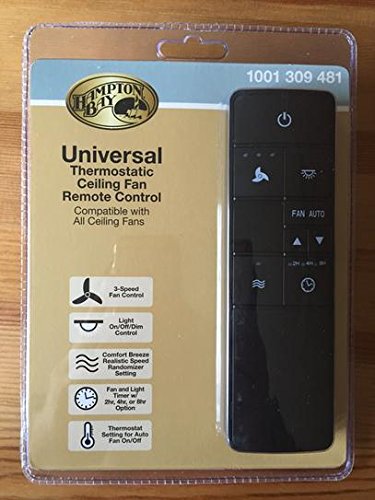 HAMPTON BAY
1001 309 481
Universal
Thermostatic
Ceiling Fan
Remote Control
Compatible with
All Ceiling Fans
FAN AUTO
2H 4H 8H
3-Speed
Fan Control
Light
On/Off/Dim
Control
Comfort Breeze
Realistic Speed
Randomizer
Setting
Fan and Light
Timer w/
2hr, 4hr, or 8hr
Option
Thermostat
Setting for Auto
Fan On/Off